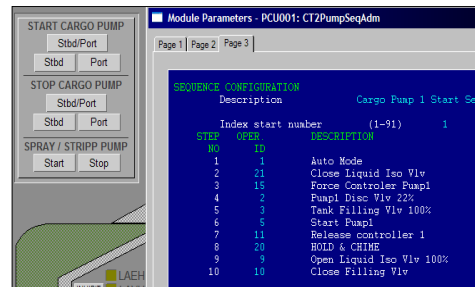 START CARGO PUMP
Stbd/Port
Stbd Port
STOP CARGO PUMP
Stbd/Port
Stbd Port
SPRAY / STRIPP PUMP
Start Stop
LAEH
Module Parameters - PCU001: CT2PumpSeqAdm
Page 1 Page 2 Page 3
SEQUENCE CONFIGURATION
Description Cargo Pump 1 Start Se
Index start number (1-91) 1
STEP OPER. DESCRIPTION
NO ID
1 1 Auto Mode
2 21 Close Liquid Iso Vlv
3 15 Force Controler Pump1
4 2 Pump1 Disc Vlv 22%
5 3 Tank Filling Vlv 100%
6 5 Start Pump1
7 11 Release controller 1
8 20 HOLD & CHIME
9 9 Open Liquid Iso Vlv 100%
10 10 Close Filling Vlv